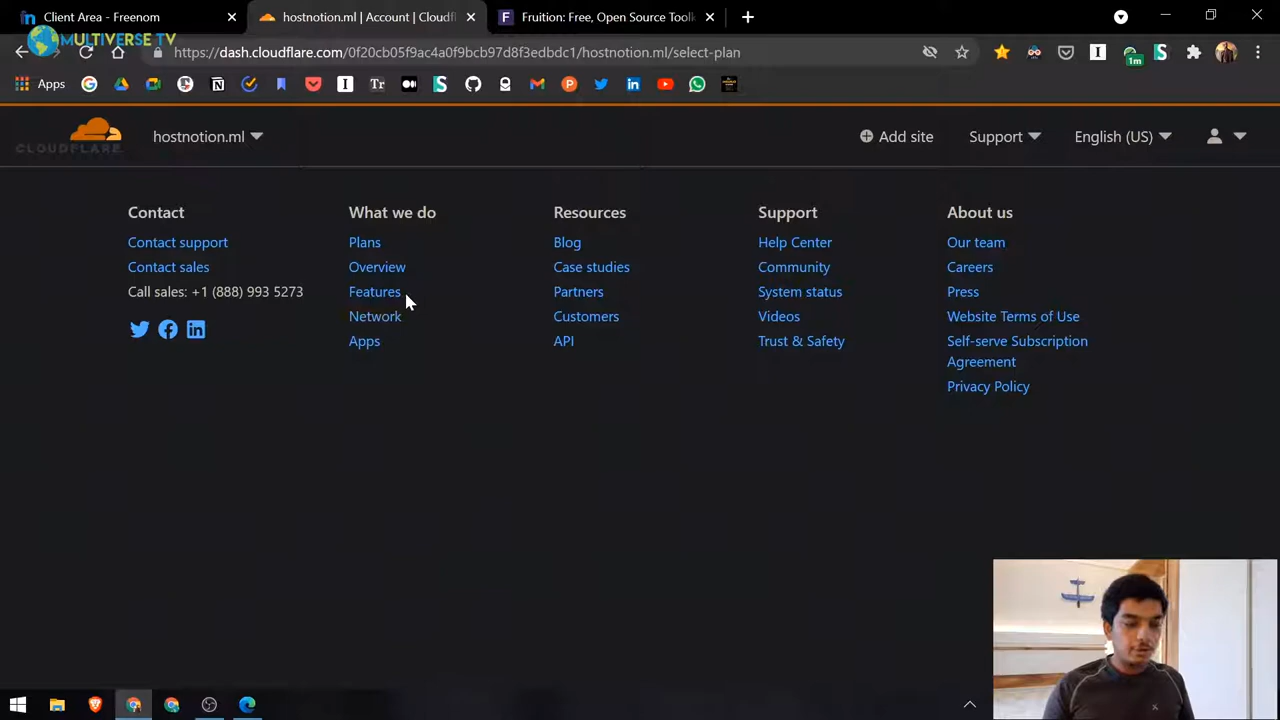 Client Area - Freenom
hostnotion.ml | Account | Cloudfl
Fruition: Free, Open Source Toolk
MULTIVERSE TV
https://dash.cloudflare.com/0f20cb05f9ac4a0f9bcb97d8f3edbdc1/hostnotion.ml/select-plan
1m
Apps
CLOUDFLARE
hostnotion.ml
Add site
Support
English (US)
Contact
Contact support
Contact sales
Call sales: +1 (888) 993 5273
What we do
Plans
Overview
Features
Network
Apps
Resources
Blog
Case studies
Partners
Customers
API
Support
Help Center
Community
System status
Videos
Trust & Safety
About us
Our team
Careers
Press
Website Terms of Use
Self-serve Subscription
Agreement
Privacy Policy